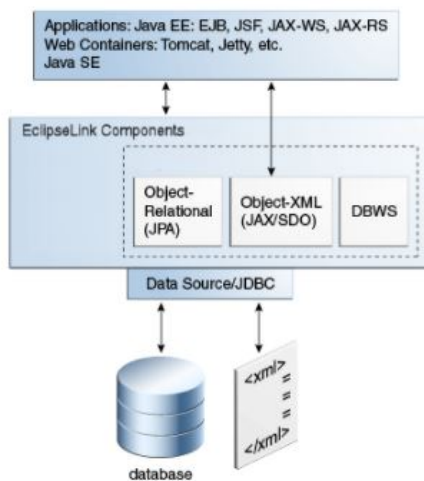 Applications: Java EE: EJB, JSF, JAX-WS, JAX-RS
Web Containers: Tomcat, Jetty, etc.
Java SE
EclipseLink Components
Object-
Relational
(JPA)
Object-XML
(JAX/SDO)
DBWS
Data Source/JDBC
<xml>
=
=
=
</xml>
database